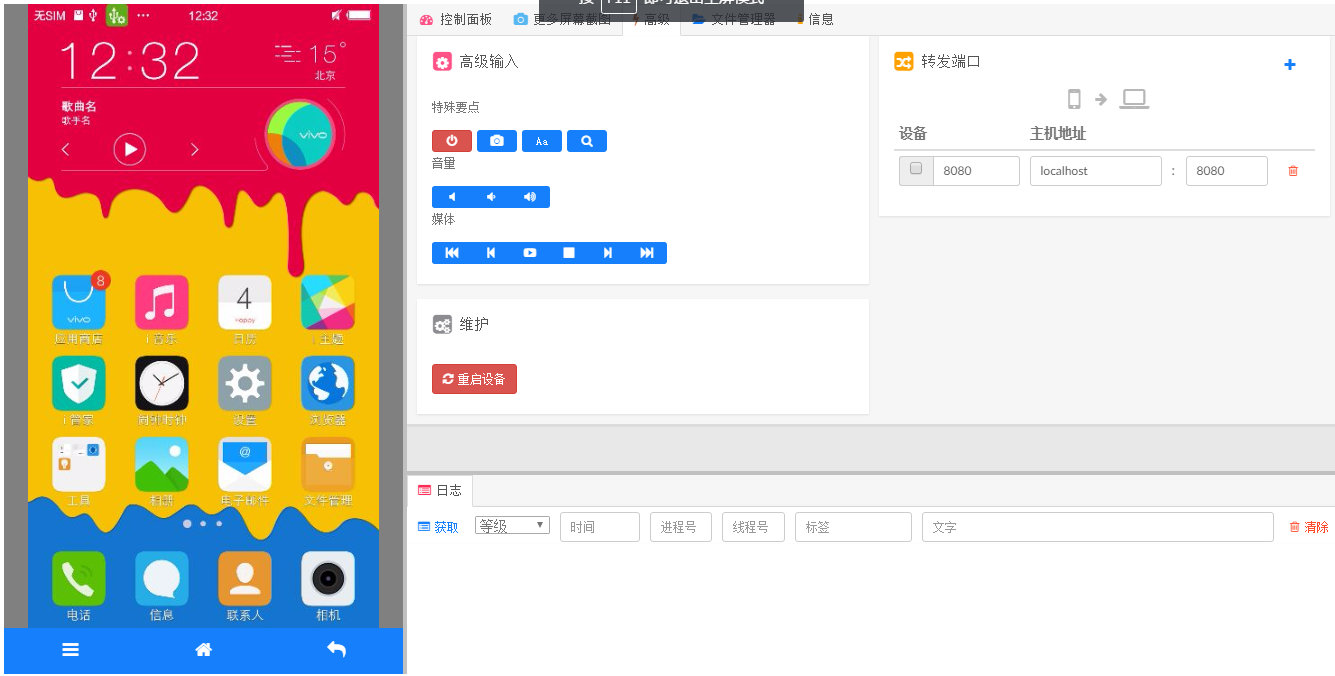 无SIM 12:32
12:32 15°
北京
歌曲名
歌手名
vivo
8
vivo
应用商店 i 音乐 4 日历 i 主题
i 管家 闹钟时钟 设置 浏览器
工具 相册 电子邮件 文件管理
电话 信息 联系人 相机
控制面板 更多屏幕截图 高级 文件管理器 信息
按 F11 即可退出全屏模式
高级输入
特殊要点
Aa
音量
媒体
维护
重启设备
转发端口
设备 主机地址
8080 localhost : 8080
日志
获取 等级 时间 进程号 线程号 标签 文字 清除